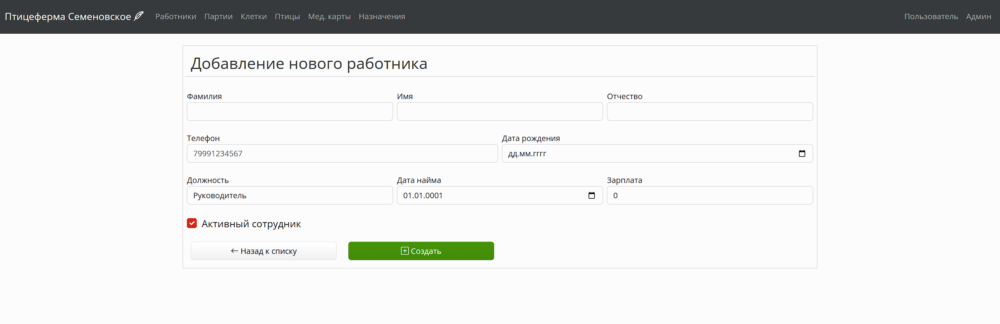 Птицеферма Семеновское Работники Партии Клетки Птицы Мед. карты Назначения Пользователь Админ
Добавление нового работника
Фамилия Имя Отчество
Телефон Дата рождения
79991234567 дд.мм.гггг
Должность Дата найма Зарплата
Руководитель 01.01.0001 0
Активный сотрудник
Назад к списку Создать